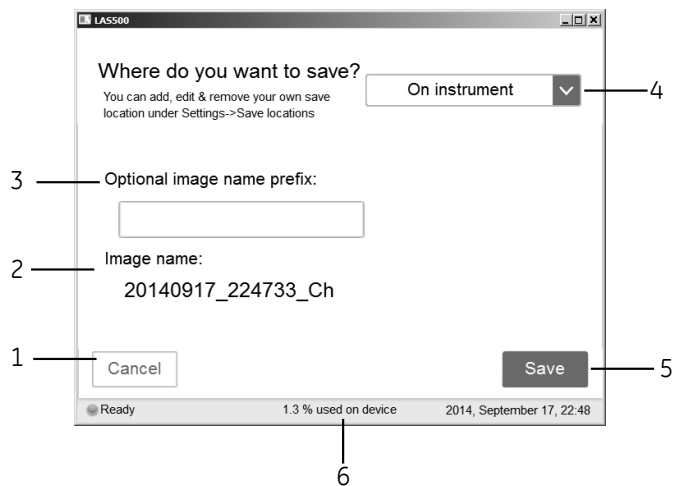 LAS500
Where do you want to save?
You can add, edit & remove your own save
location under Settings->Save locations
On instrument
4
3
Optional image name prefix:
2
Image name:
20140917_224733_Ch
1
Cancel
Save
5
Ready
1.3 % used on device
2014, September 17, 22:48
6